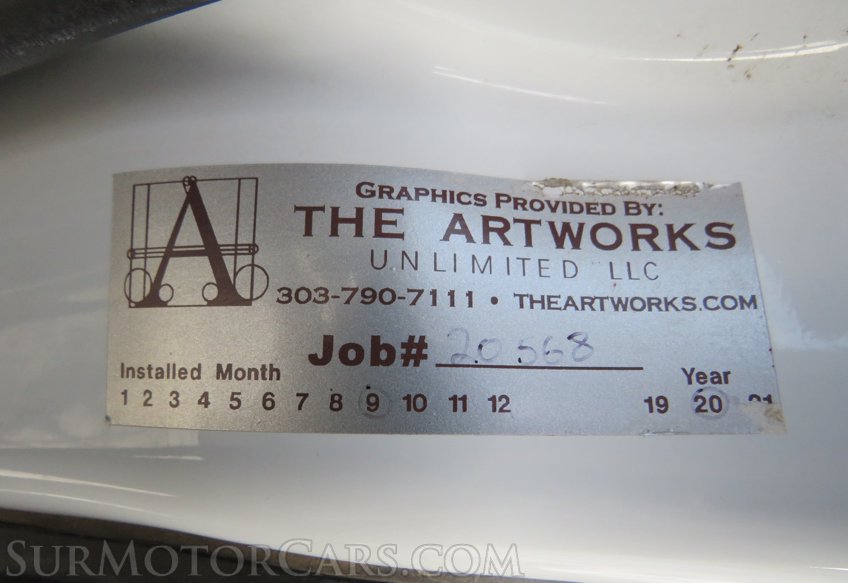 A
GRAPHICS PROVIDED BY:
THE ARTWORKS
UNLIMITED LLC
303-790-7111 • THEARTWORKS.COM
Job# 20568
Installed Month Year
1 2 3 4 5 6 7 8 9 10 11 12 19 20
SURMOTORCARS.COM